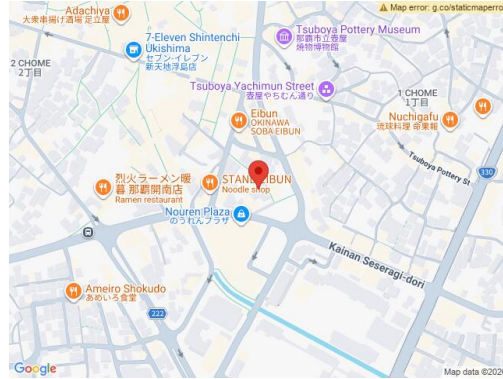 Map error: g.co/staticmaperro
Adachiya
大衆串揚げ酒場 足立屋
7-Eleven Shintenchi
Ukishima
セブン-イレブン
新天地浮島店
Tsuboya Pottery Museum
那覇市立壺屋
焼物博物館
2 CHOME
2丁目
Tsuboya Yachimun Street
壺屋やちむん通り
1 CHOME
1丁目
Eibun
OKINAWA
SOBA EIBUN
Nuchigafu
琉球料理 命果報
Tsuboya Pottery St
330
烈火ラーメン暖
暮 那覇開南店
Ramen restaurant
STAND EIBUN
Noodle shop
Nouren Plaza
のうれんプラザ
Kainan Seseragi-dori
Ameiro Shokudo
あめいろ食堂
222
Google
Map data ©202